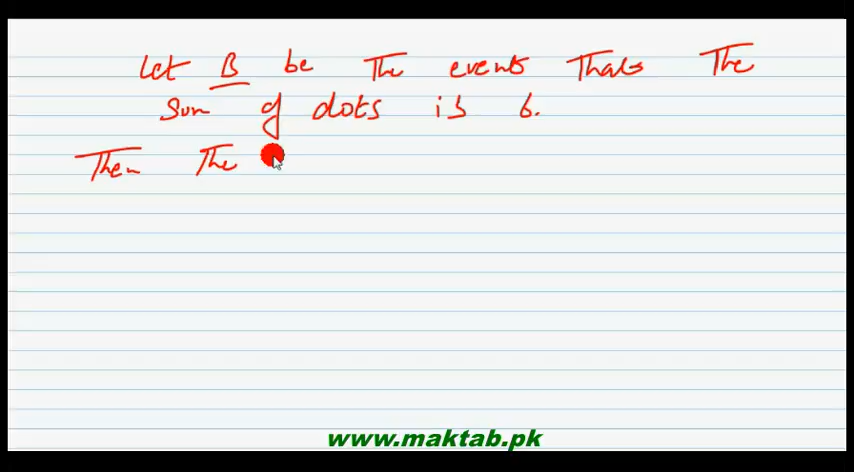 Let B be the events thats the
Sum of dots is 6.
Then the
www.maktab.pk